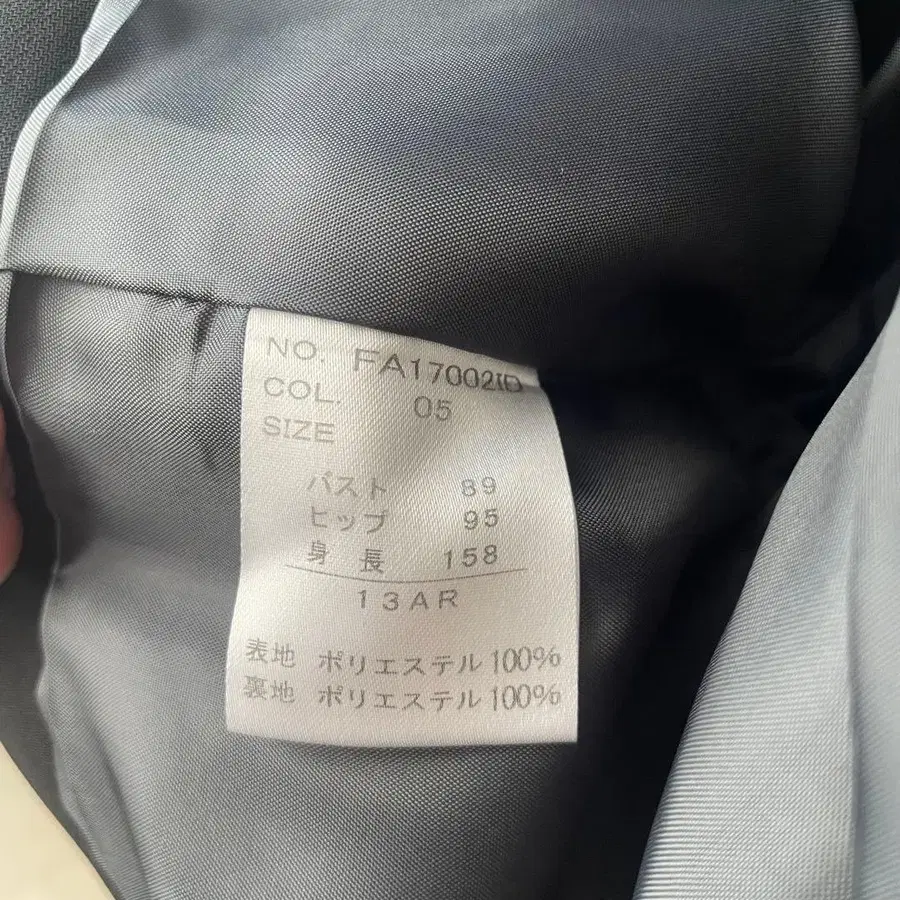 NO. FA17002ID
COL. 05
SIZE
バスト 89
ヒップ 95
身長 158
13AR
表地 ポリエステル100%
裏地 ポリエステル100%